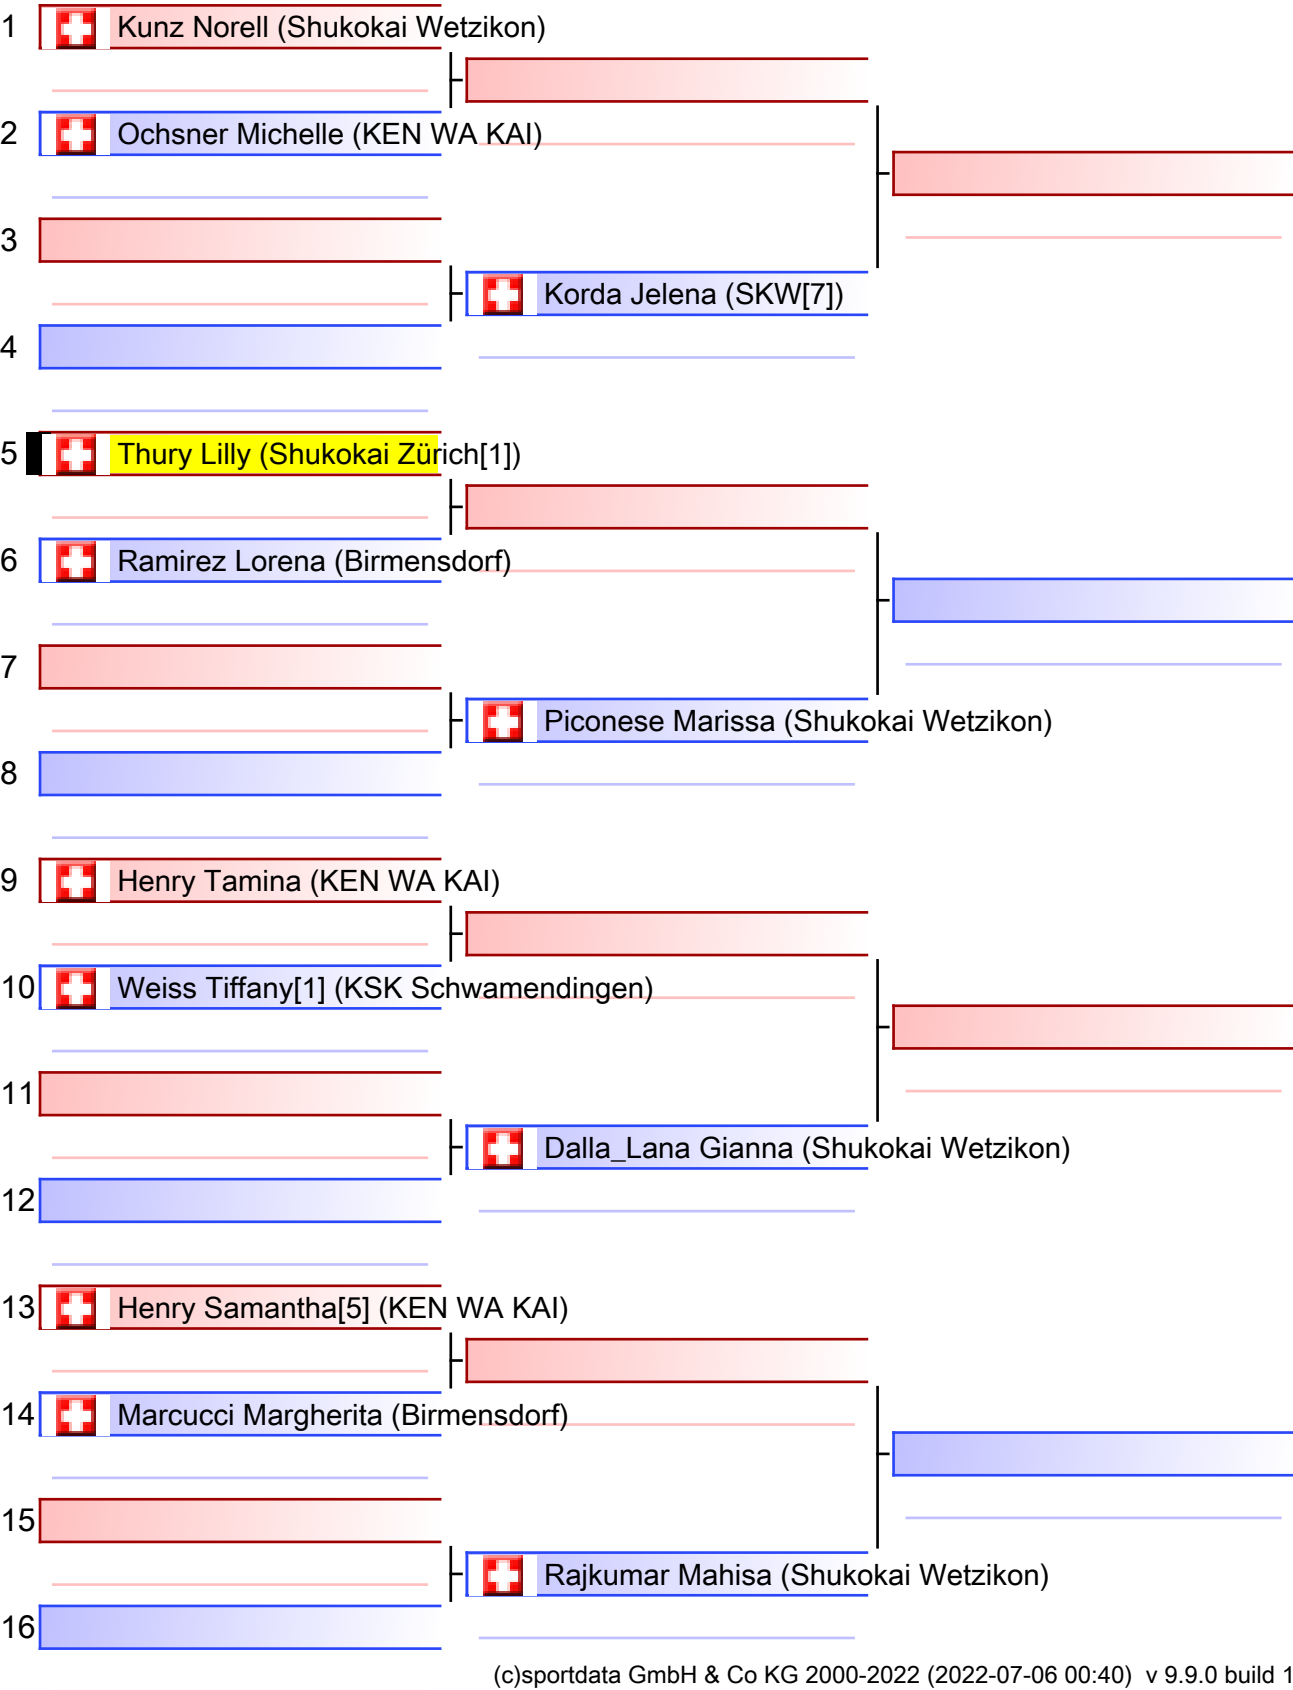 1 Kunz Norell (Shukokai Wetzikon)
2 Ochsner Michelle (KEN WA KAI)
3
Korda Jelena (SKW[7])
4
5 Thury Lilly (Shukokai Zürich[1])
6 Ramirez Lorena (Birmensdorf)
7
Piconese Marissa (Shukokai Wetzikon)
8
9 Henry Tamina (KEN WA KAI)
10 Weiss Tiffany[1] (KSK Schwamendingen)
11
Dalla_Lana Gianna (Shukokai Wetzikon)
12
13 Henry Samantha[5] (KEN WA KAI)
14 Marcucci Margherita (Birmensdorf)
15
Rajkumar Mahisa (Shukokai Wetzikon)
16
(c)sportdata GmbH & Co KG 2000-2022 (2022-07-06 00:40) v 9.9.0 build 1